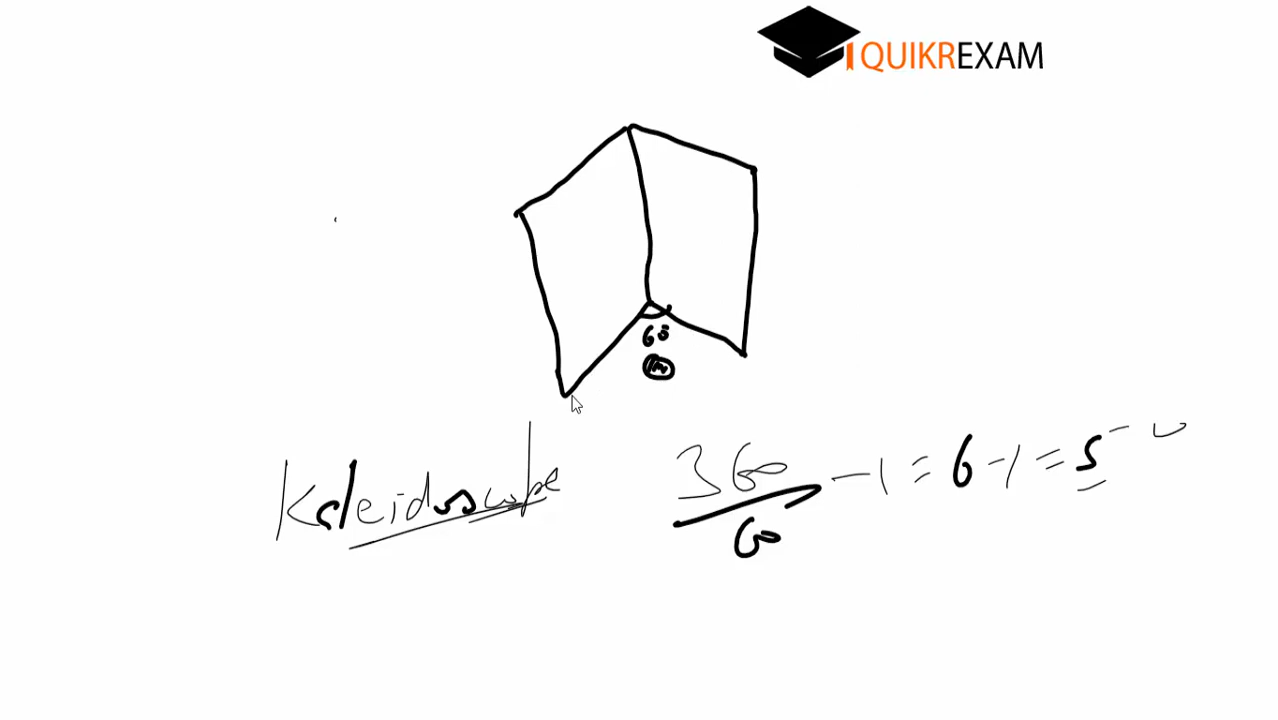 QUIKREXAM
60°
Kaleidoscope
360/60 - 1 = 6 - 1 = 5